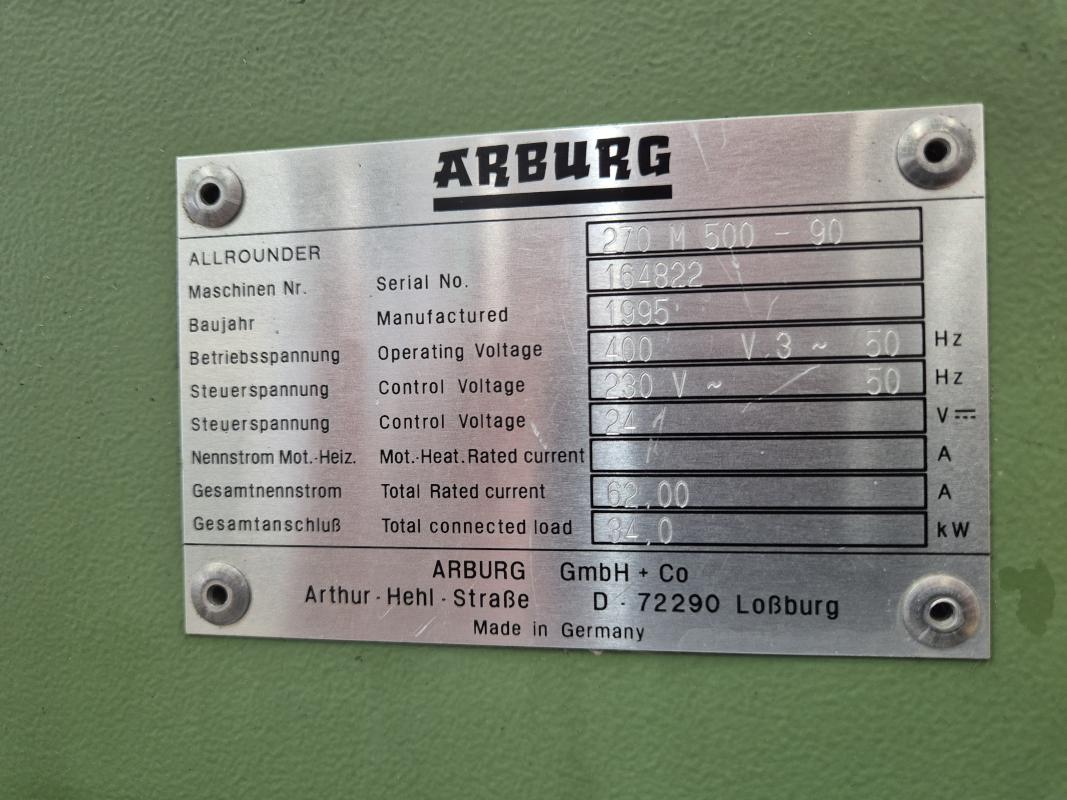 ARBURG
ALLROUNDER 270 M 500 - 90
Maschinen Nr. Serial No. 164822
Baujahr Manufactured 1995
Betriebsspannung Operating Voltage 400 V 3 ~ 50 Hz
Steuerspannung Control Voltage 230 V ~ 50 Hz
Steuerspannung Control Voltage 24 V⎓
Nennstrom Mot.-Heiz. Mot.-Heat.Rated current A
Gesamtnennstrom Total Rated current 62,00 A
Gesamtanschluß Total connected load 34,0 kW
ARBURG GmbH + Co
Arthur - Hehl - Straße D - 72290 Loßburg
Made in Germany